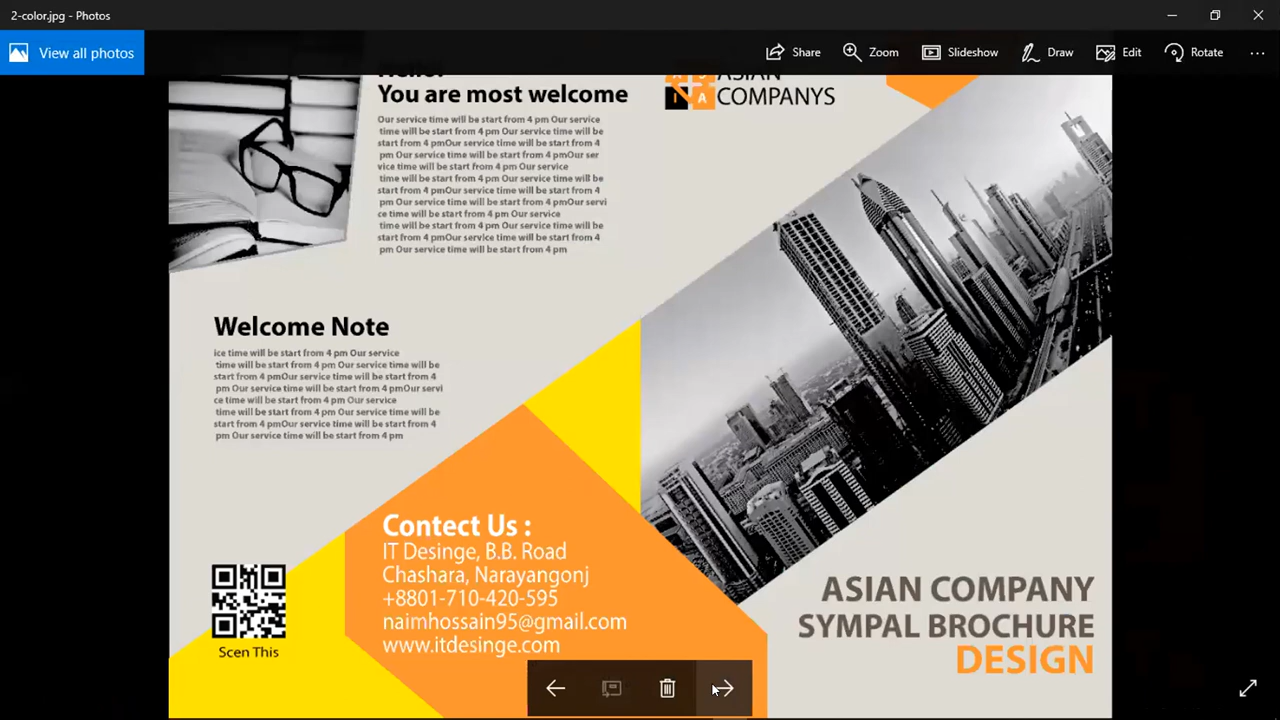 2-color.jpg - Photos
View all photos
Share
Zoom
Slideshow
Draw
Edit
Rotate
Hello!
You are most welcome
Our service time will be start from 4 pm Our service
time will be start from 4 pm Our service time will be
start from 4 pmOur service time will be start from 4
pm Our service time will be start from 4 pmOur ser
vice time will be start from 4 pm Our service
time will be start from 4 pm Our service time will be
start from 4 pmOur service time will be start from 4
pm Our service time will be start from 4 pmOur servi
ce time will be start from 4 pm Our service
time will be start from 4 pm Our service time will be
start from 4 pmOur service time will be start from 4
pm Our service time will be start from 4 pm
I A
ASIAN
COMPANYS
Welcome Note
ice time will be start from 4 pm Our service
time will be start from 4 pm Our service time will be
start from 4 pmOur service time will be start from 4
pm Our service time will be start from 4 pmOur servi
ce time will be start from 4 pm Our service
time will be start from 4 pm Our service time will be
start from 4 pmOur service time will be start from 4
pm Our service time will be start from 4 pm
Scen This
Contact Us :
IT Desinge, B.B. Road
Chashara, Narayangonj
+8801-710-420-595
naimhossain95@gmail.com
www.itdesinge.com
ASIAN COMPANY
SYMPAL BROCHURE
DESIGN